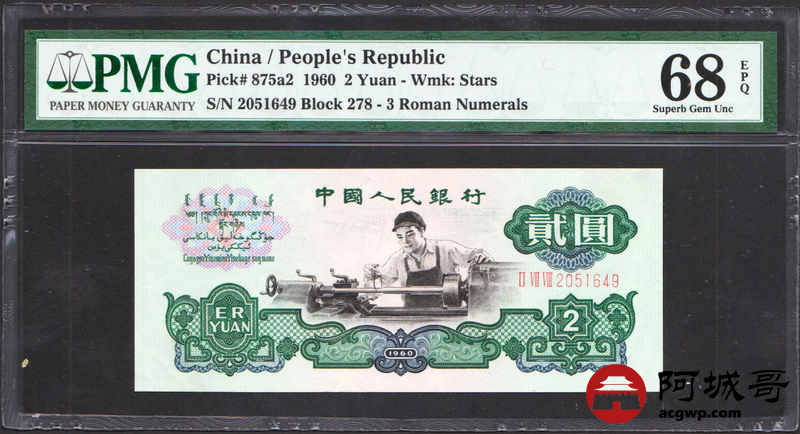 PMG
PAPER MONEY GUARANTY
China / People's Republic
Pick# 875a2 1960 2 Yuan - Wmk: Stars
S/N 2051649 Block 278 - 3 Roman Numerals
68 EPQ
Superb Gem Unc
中國人民銀行
貳圓
II VII VIII 2051649
ER
YUAN
1960
2
阿城哥
acgwp.com